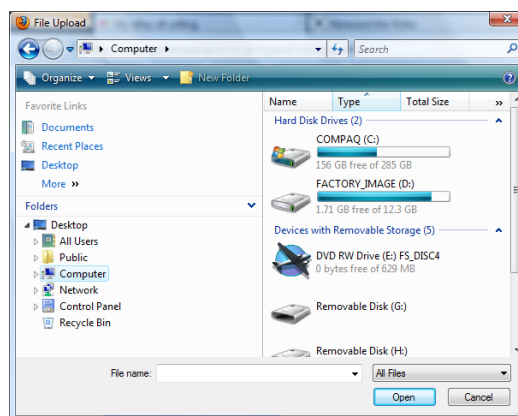 File Upload
Computer
Search
Organize Views New Folder
Favorite Links
Documents
Recent Places
Desktop
More »
Folders
Desktop
All Users
Public
Computer
Network
Control Panel
Recycle Bin
Name Type Total Size »
Hard Disk Drives (2)
COMPAQ (C:)
156 GB free of 285 GB
FACTORY_IMAGE (D:)
1.71 GB free of 12.3 GB
Devices with Removable Storage (5)
DVD RW Drive (E:) FS_DISC4
0 bytes free of 629 MB
Removable Disk (G:)
Removable Disk (H:)
File name:
All Files
Open Cancel